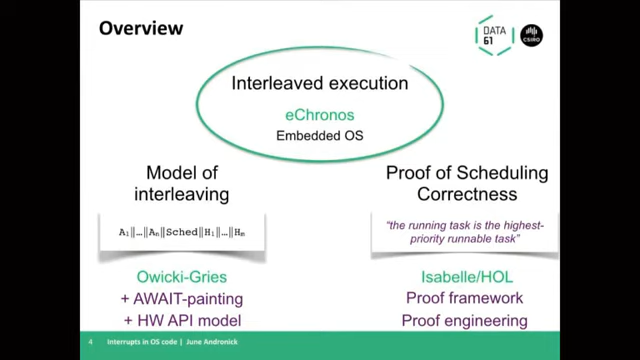 Overview
DATA
61
CSIRO
Interleaved execution
eChronos
Embedded OS
Model of
interleaving
A₁‖…‖Aₙ‖Sched‖H₁‖…‖Hₘ
Owicki-Gries
+ AWAIT-painting
+ HW API model
Proof of Scheduling
Correctness
"the running task is the highest-
priority runnable task"
Isabelle/HOL
Proof framework
Proof engineering
4 Interrupts in OS code | June Andronick